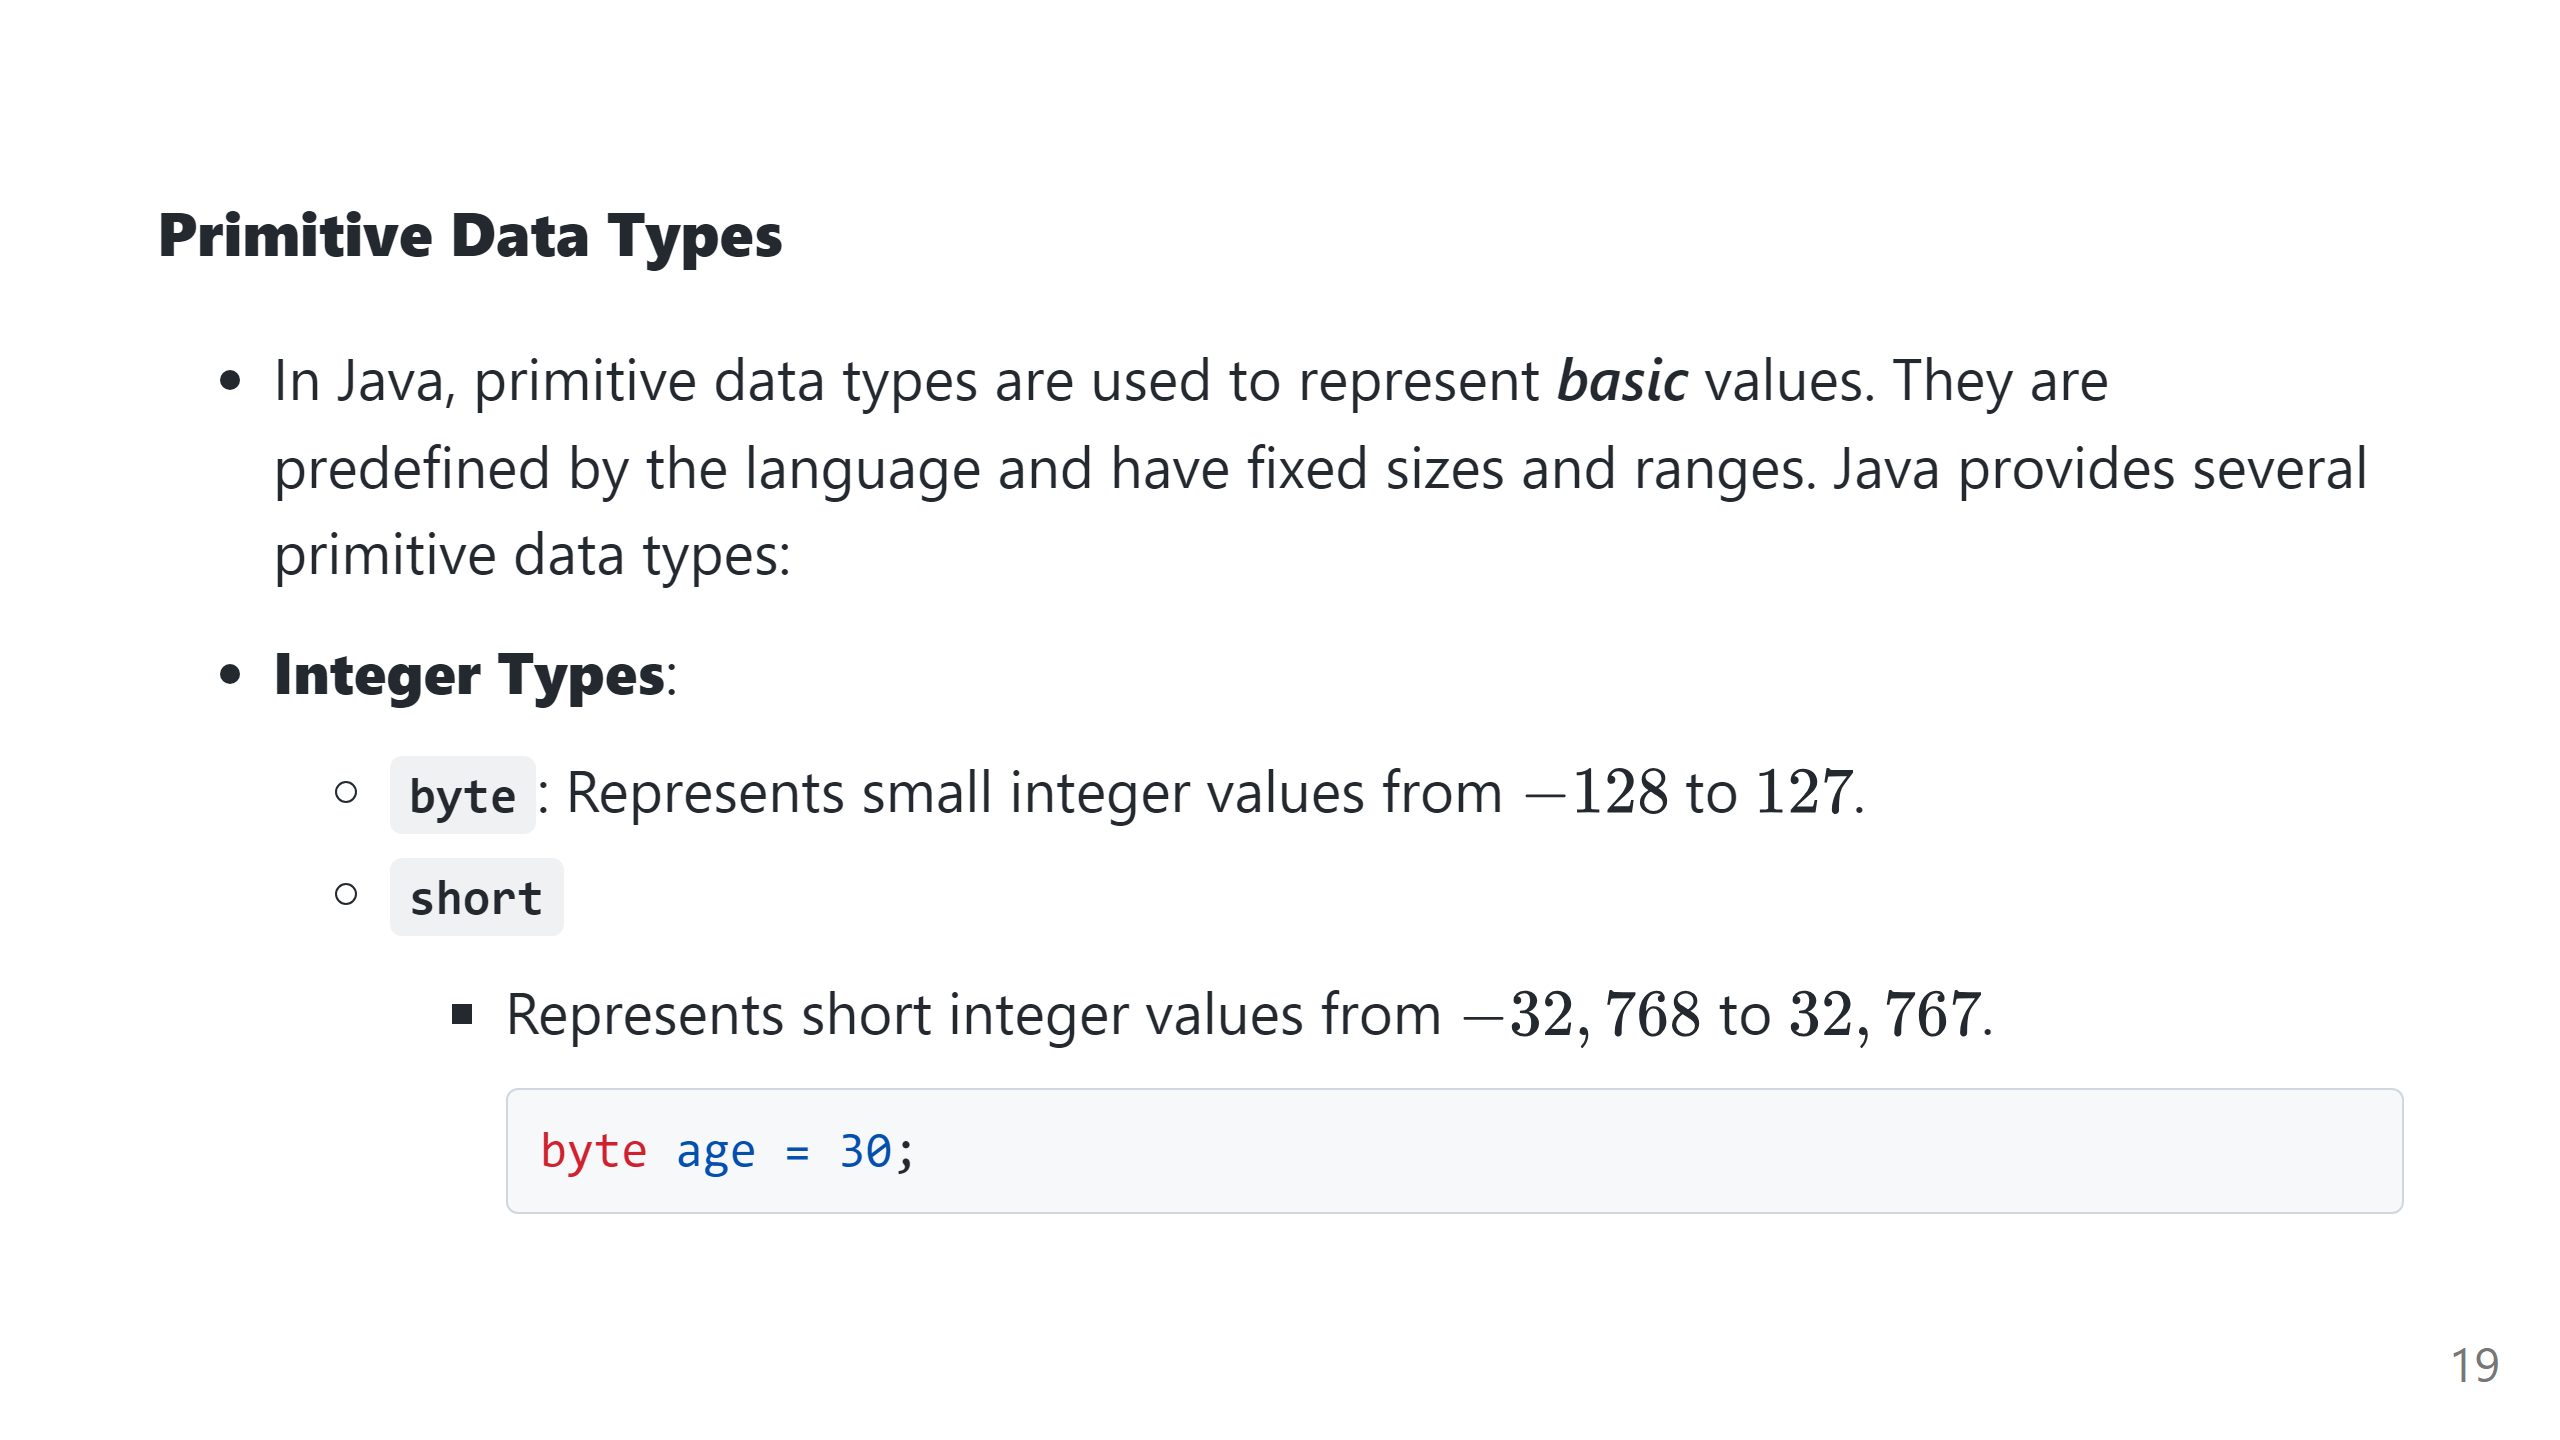 Primitive Data Types
• In Java, primitive data types are used to represent basic values. They are
predefined by the language and have fixed sizes and ranges. Java provides several
primitive data types:
• Integer Types:
○ byte: Represents small integer values from −128 to 127.
○ short
▪ Represents short integer values from −32,768 to 32,767.
byte age = 30;
19